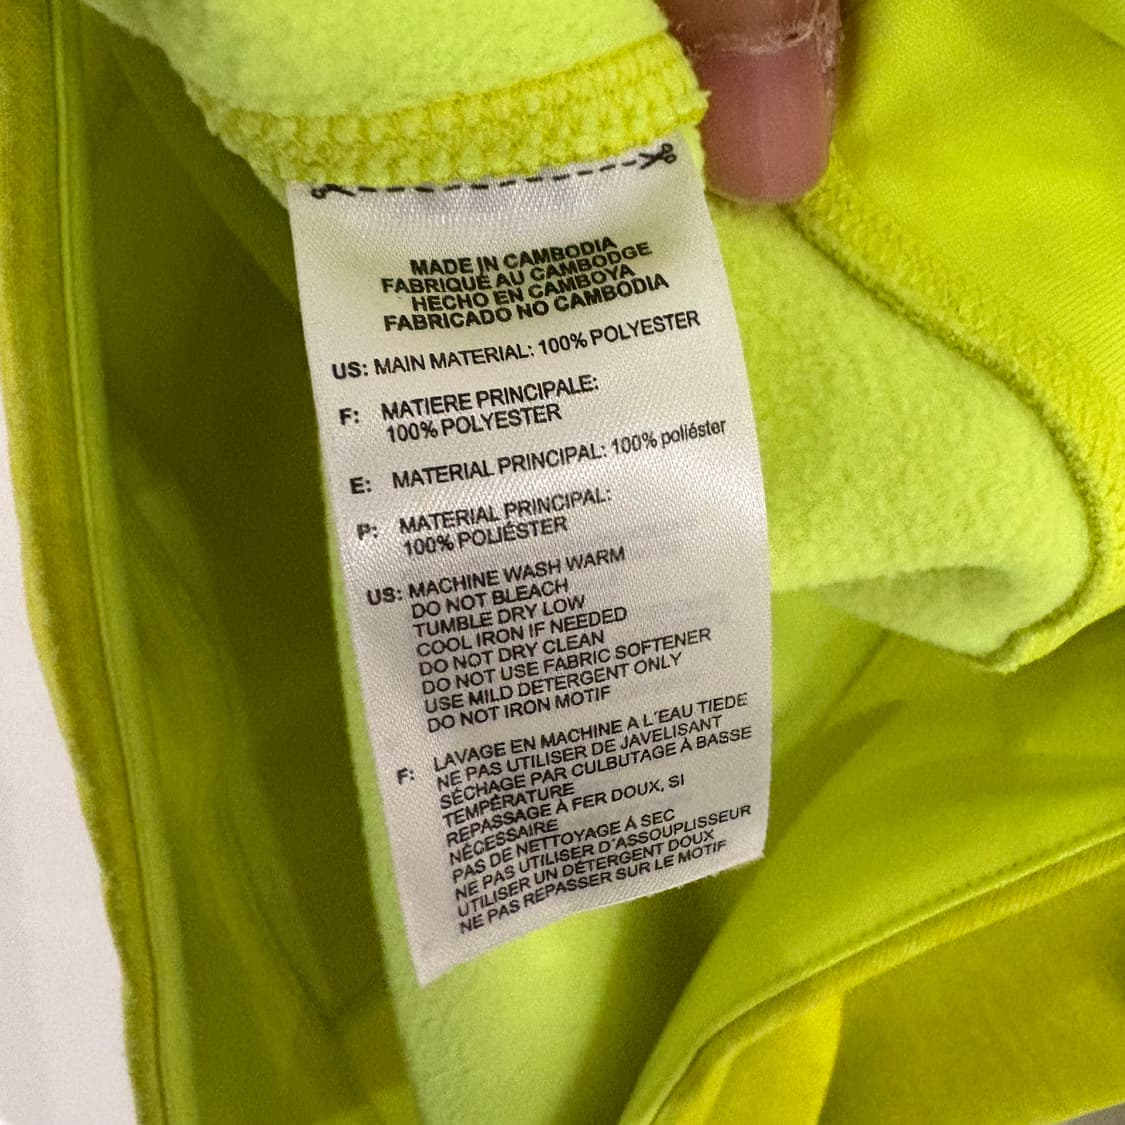 MADE IN CAMBODIA
FABRIQUÉ AU CAMBODGE
HECHO EN CAMBOYA
FABRICADO NO CAMBODIA
US: MAIN MATERIAL: 100% POLYESTER
F: MATIERE PRINCIPALE:
100% POLYESTER
E: MATERIAL PRINCIPAL: 100% poliéster
P: MATERIAL PRINCIPAL:
100% POLIÉSTER
US: MACHINE WASH WARM
DO NOT BLEACH
TUMBLE DRY LOW
COOL IRON IF NEEDED
DO NOT DRY CLEAN
DO NOT USE FABRIC SOFTENER
USE MILD DETERGENT ONLY
DO NOT IRON MOTIF
F: LAVAGE EN MACHINE A L´EAU TIEDE
NE PAS UTILISER DE JAVELISANT
SÉCHAGE PAR CULBUTAGE À BASSE
TEMPÉRATURE
REPASSAGE À FER DOUX, SI
NÉCESSAIRE
PAS DE NETTOYAGE À SEC
NE PAS UTILISER D´ASSOUPLISSEUR
UTILISER UN DÉTERGENT DOUX
NE PAS REPASSER SUR LE MOTIF